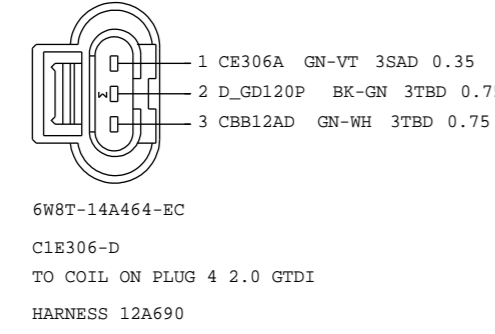 1 CE306A GN-VT 3SAD 0.35
2 D_GD120P BK-GN 3TBD 0.75
3 CBB12AD GN-WH 3TBD 0.75
6W8T-14A464-EC
C1E306-D
TO COIL ON PLUG 4 2.0 GTDI
HARNESS 12A690